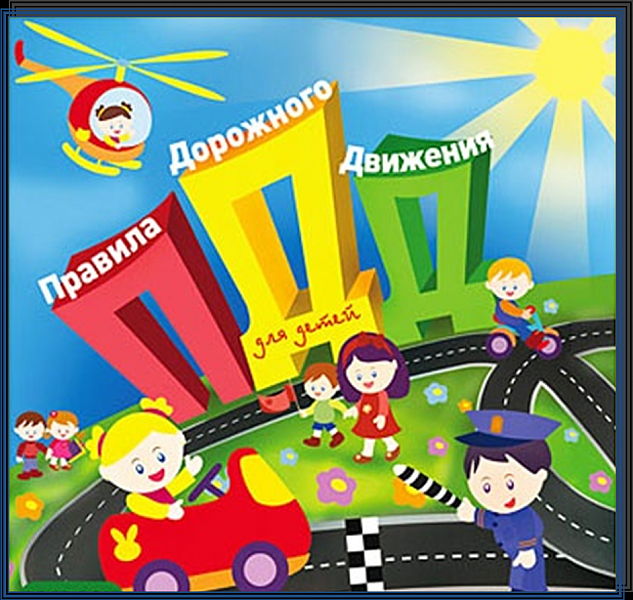 Правила
Дорожного
Движения
ПДД
для детей